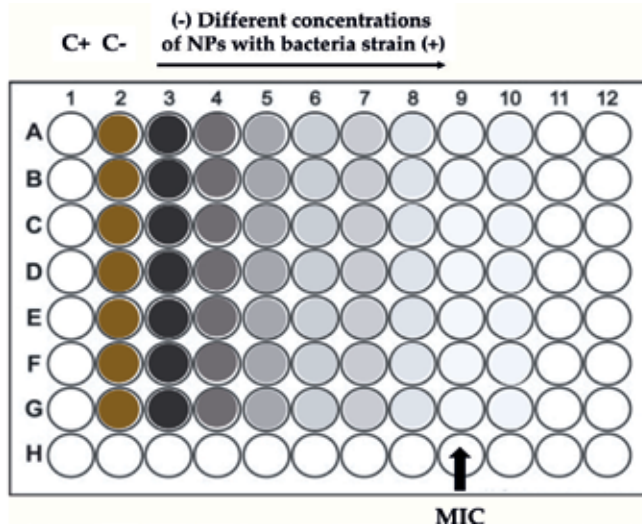 (-) Different concentrations
C+ C- of NPs with bacteria strain (+)
1 2 3 4 5 6 7 8 9 10 11 12
A
B
C
D
E
F
G
H
MIC